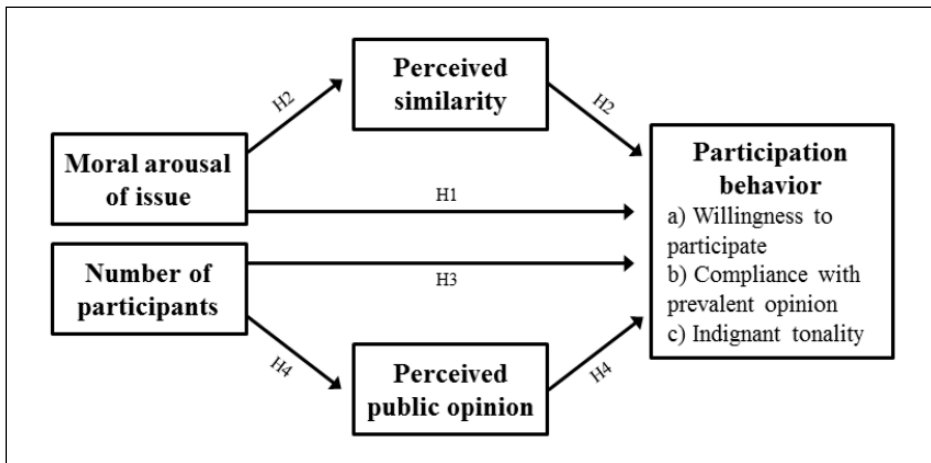 Perceived
similarity
H2
H2
Moral arousal
of issue
H1
Participation
behavior
a) Willingness to
participate
b) Compliance with
prevalent opinion
c) Indignant tonality
Number of
participants
H3
H4
H4
Perceived
public opinion